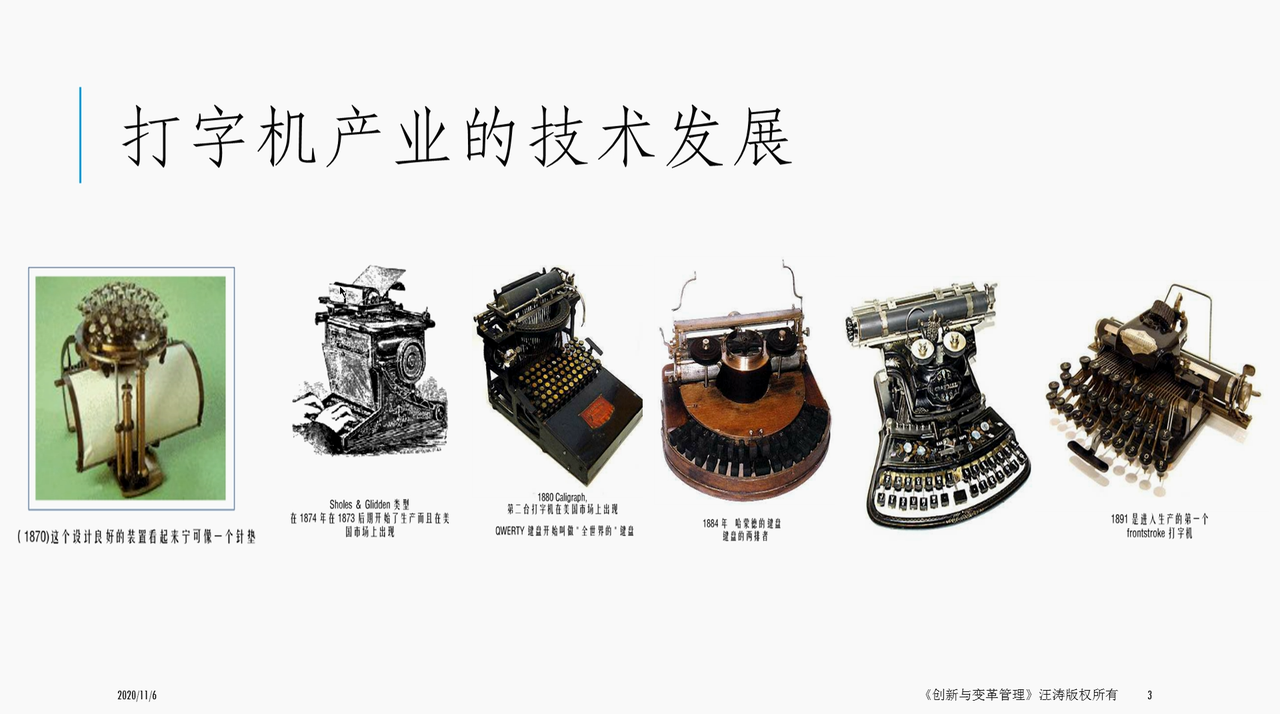 打字机产业的技术发展
(1870)这个设计良好的装置看起来宁可像一个针垫
Sholes & Glidden 类型
在 1874 年在 1873 后期开始了生产而且在美
国市场上出现
1880 Caligraph,
第二台打字机在美国市场上出现
QWERTY 键盘开始叫做"全世界的"键盘
1884 年 哈蒙德的键盘
键盘的两排者
1891 是进入生产的第一个
frontstroke 打字机
2020/11/6
《创新与变革管理》汪涛版权所有
3